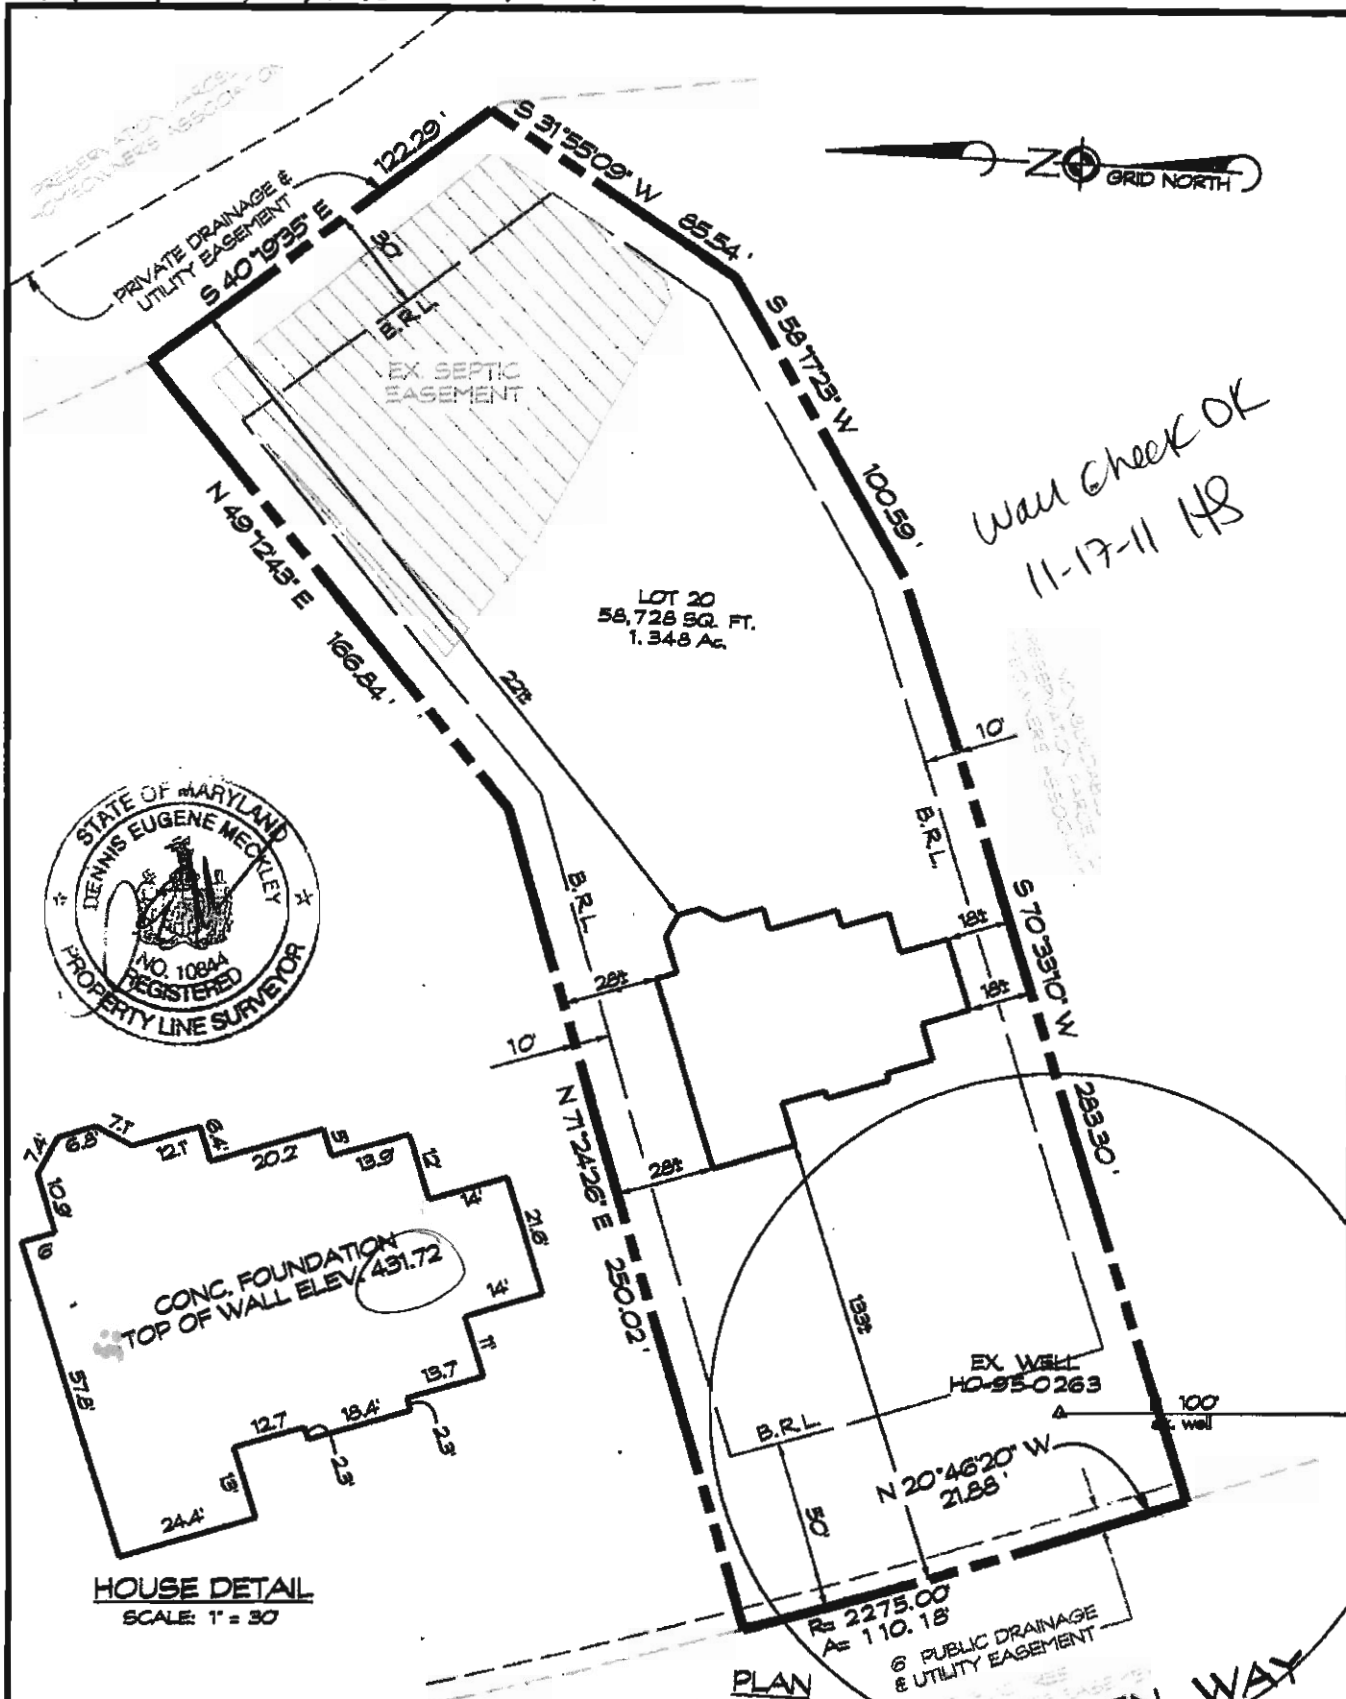 PRIVATE DRAINAGE &
UTILITY EASEMENT
S 40°19'35" E
122.29'
S 31°55'09" W
85.54'
GRID NORTH
30'
B.R.L.
EX. SEPTIC
EASEMENT
S 58°17'23" W
100.59'
Wall Check OK
11-17-11 HS
N 49°12'43" E
166.84'
LOT 20
58,728 SQ. FT.
1.348 Ac.
221±
10'
B.R.L.
B.R.L.
STATE OF MARYLAND
DENNIS EUGENE MECKLEY
NO. 10844
REGISTERED
PROPERTY LINE SURVEYOR
18±
S 70°33'10" W
283.30'
28±
18±
10'
N 71°24'26" E
250.02'
28±
133±
7.4'
6.8'
7.1'
12.1'
6.4'
20.2'
5'
13.9'
12'
14'
21.6'
14'
11'
13.7'
2.3'
18.4'
2.3'
12.7'
13'
24.4'
57.8'
6'
10.9'
CONC. FOUNDATION
TOP OF WALL ELEV. 431.72
EX. WELL
HO-95-0263
100'
ex. well
B.R.L.
N 20°46'20" W
21.88'
50'
HOUSE DETAIL
SCALE: 1" = 30'
R= 2275.00'
A= 110.18'
6' PUBLIC DRAINAGE
& UTILITY EASEMENT
PLAN
WAY